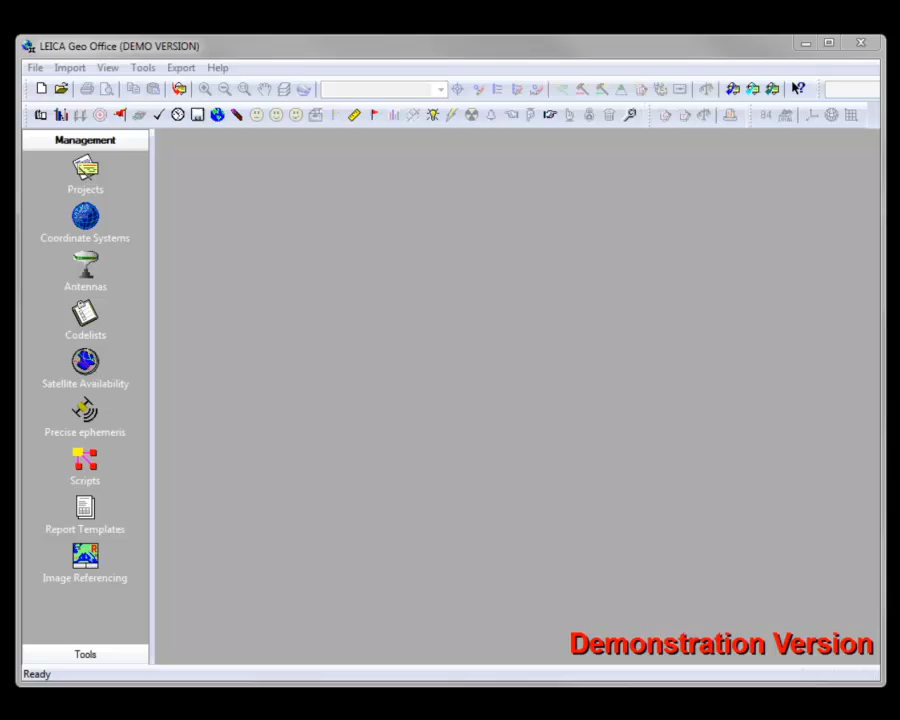 LEICA Geo Office (DEMO VERSION)
File Import View Tools Export Help
Management
Projects
Coordinate Systems
Antennas
Codelists
Satellite Availability
Precise ephemeris
Scripts
Report Templates
Image Referencing
Demonstration Version
Tools
Ready